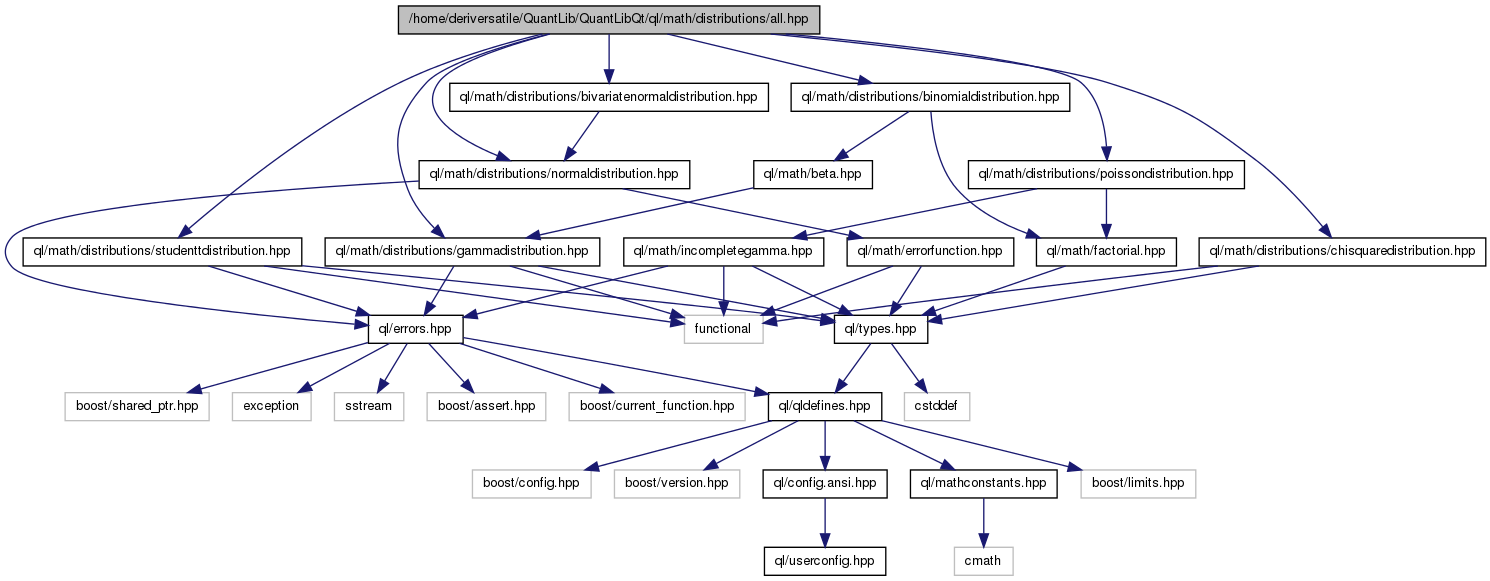 /home/deriversatile/QuantLib/QuantLibQt/ql/math/distributions/all.hpp
ql/math/distributions/bivariatenormaldistribution.hpp
ql/math/distributions/binomialdistribution.hpp
ql/math/distributions/normaldistribution.hpp
ql/math/beta.hpp
ql/math/distributions/poissondistribution.hpp
ql/math/distributions/studenttdistribution.hpp
ql/math/distributions/gammadistribution.hpp
ql/math/incompletegamma.hpp
ql/math/errorfunction.hpp
ql/math/factorial.hpp
ql/math/distributions/chisquaredistribution.hpp
ql/errors.hpp
functional
ql/types.hpp
boost/shared_ptr.hpp
exception
sstream
boost/assert.hpp
boost/current_function.hpp
ql/qldefines.hpp
cstddef
boost/config.hpp
boost/version.hpp
ql/config.ansi.hpp
ql/mathconstants.hpp
boost/limits.hpp
ql/userconfig.hpp
cmath